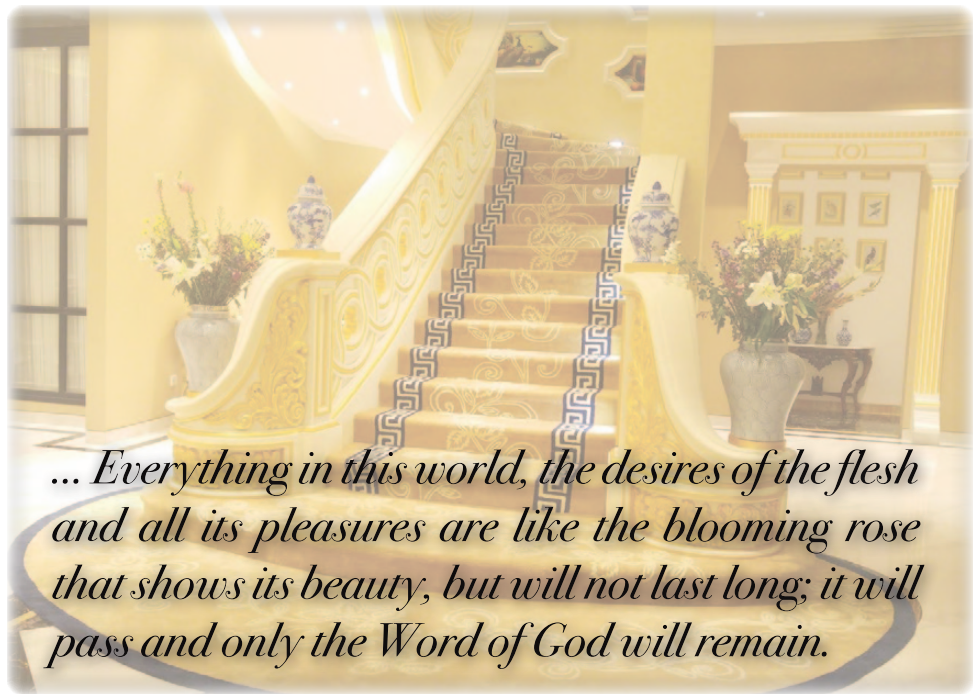 ... Everything in this world, the desires of the flesh
and all its pleasures are like the blooming rose
that shows its beauty, but will not last long; it will
pass and only the Word of God will remain.